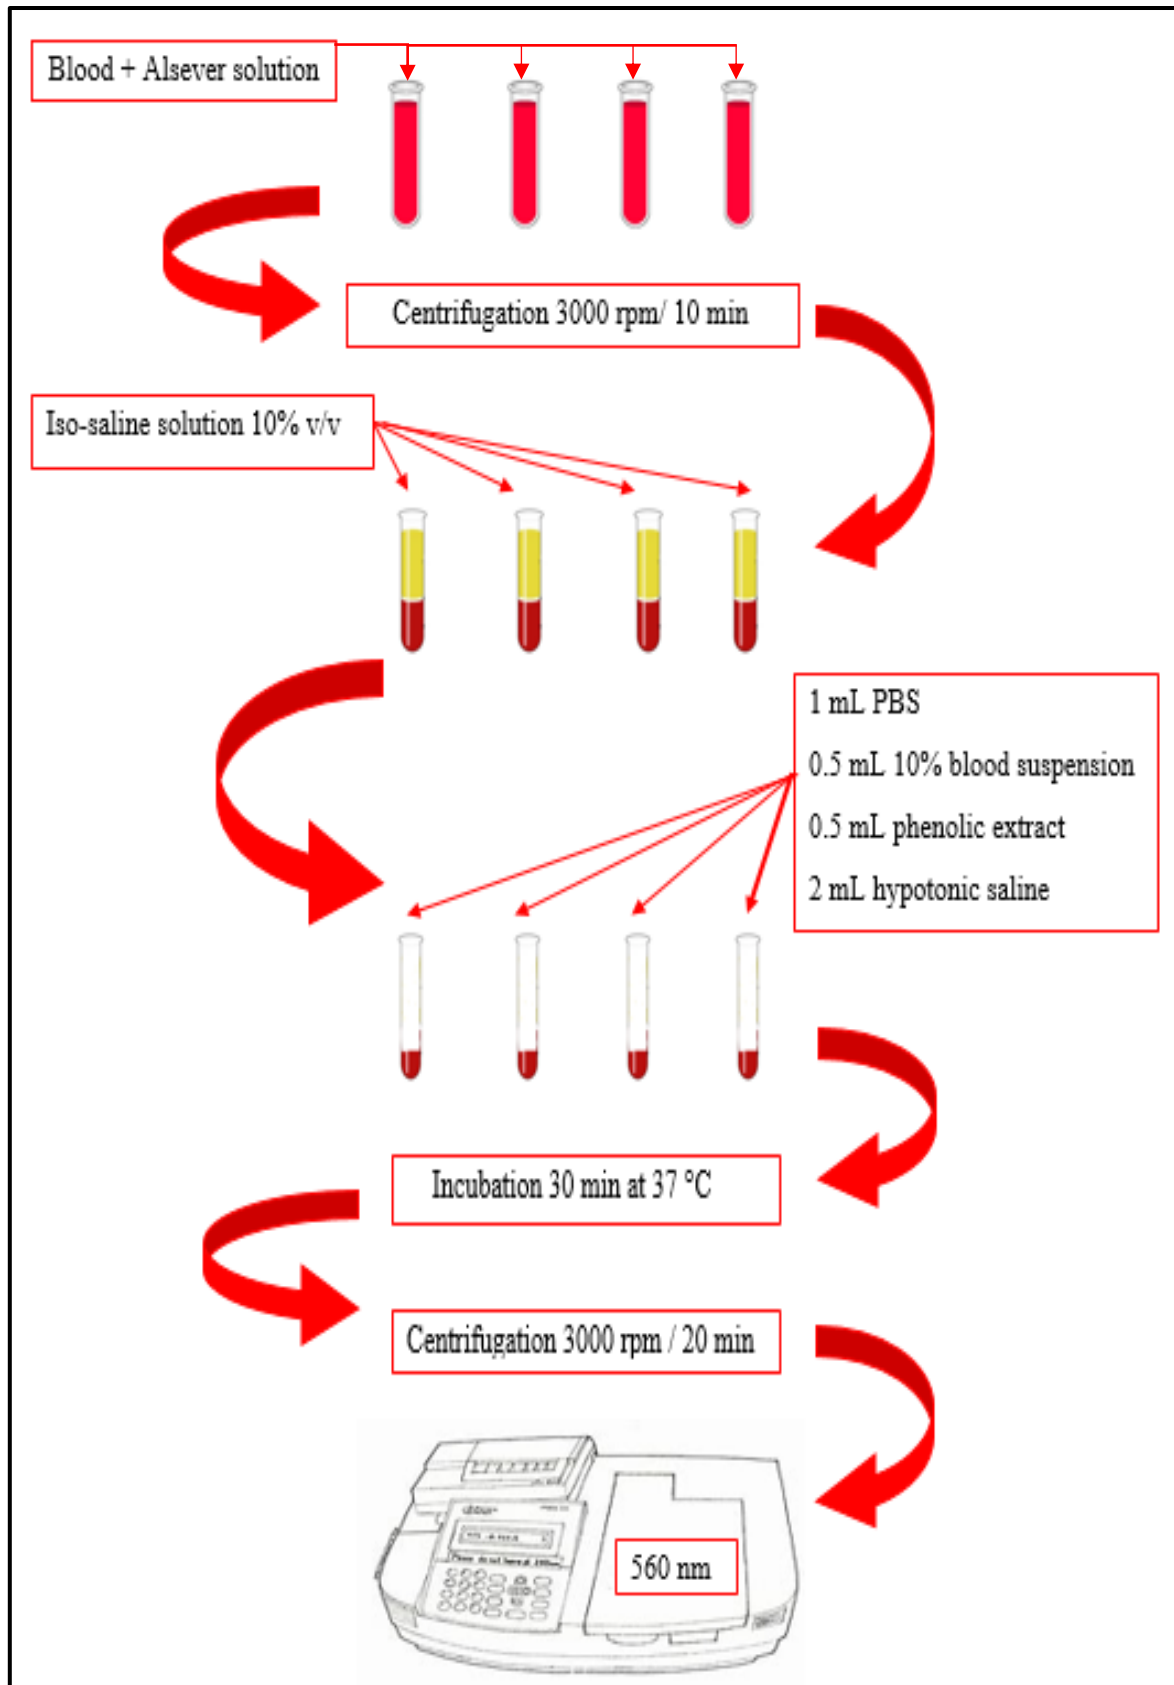 Blood + Alsever solution
Centrifugation 3000 rpm/ 10 min
Iso-saline solution 10% v/v
1 mL PBS
0.5 mL 10% blood suspension
0.5 mL phenolic extract
2 mL hypotonic saline
Incubation 30 min at 37 °C
Centrifugation 3000 rpm / 20 min
560 nm